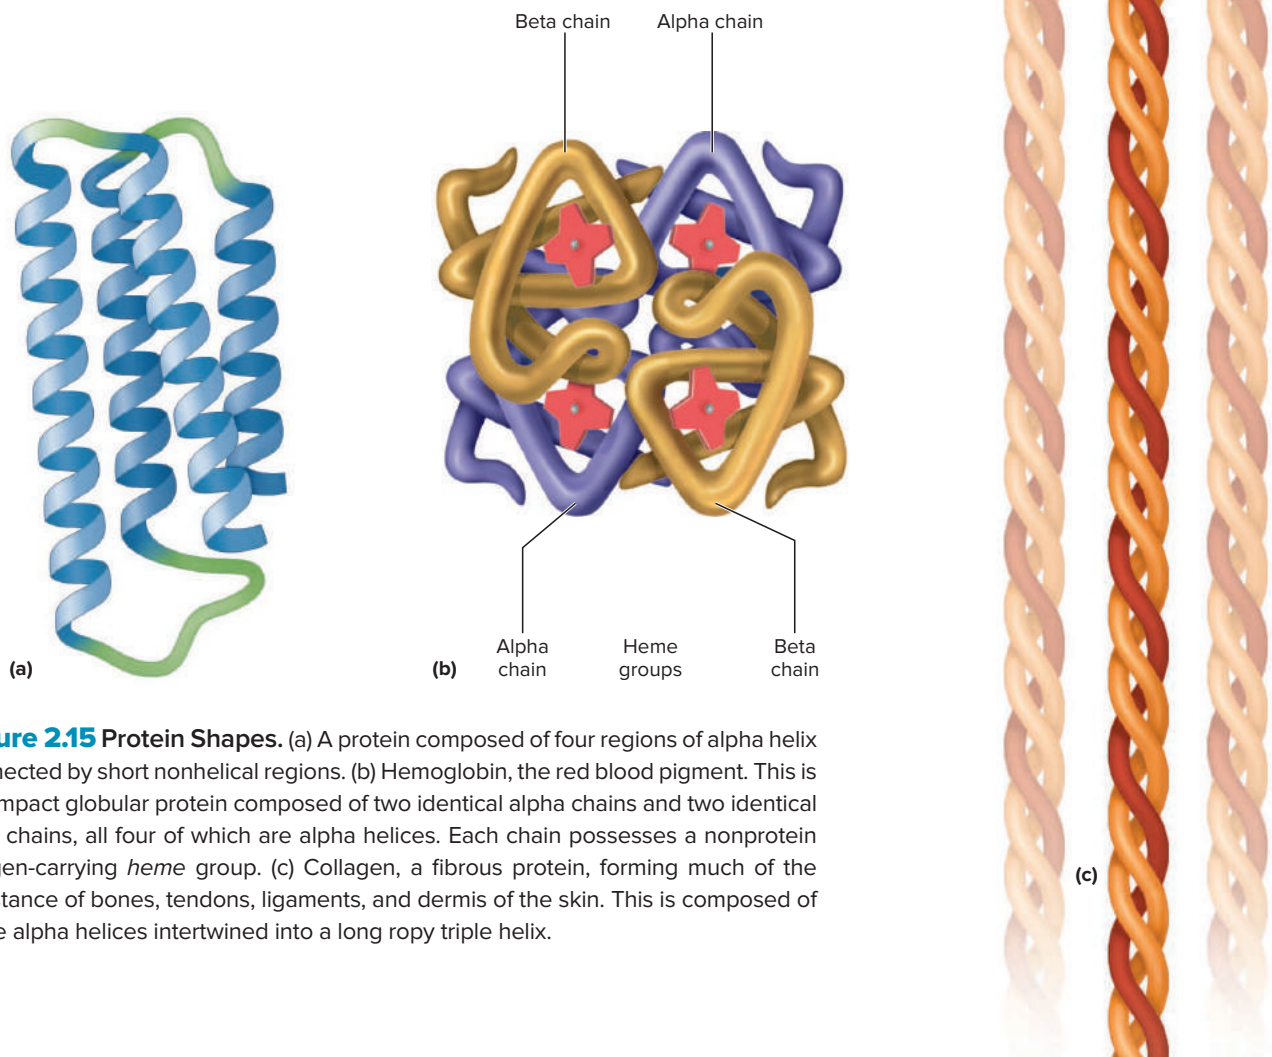 Beta chain
Alpha chain
(a)
(b)
Alpha
chain
Heme
groups
Beta
chain
(c)
ure 2.15 Protein Shapes. (a) A protein composed of four regions of alpha helix
nected by short nonhelical regions. (b) Hemoglobin, the red blood pigment. This is
mpact globular protein composed of two identical alpha chains and two identical
chains, all four of which are alpha helices. Each chain possesses a nonprotein
gen-carrying heme group. (c) Collagen, a fibrous protein, forming much of the
stance of bones, tendons, ligaments, and dermis of the skin. This is composed of
e alpha helices intertwined into a long ropy triple helix.